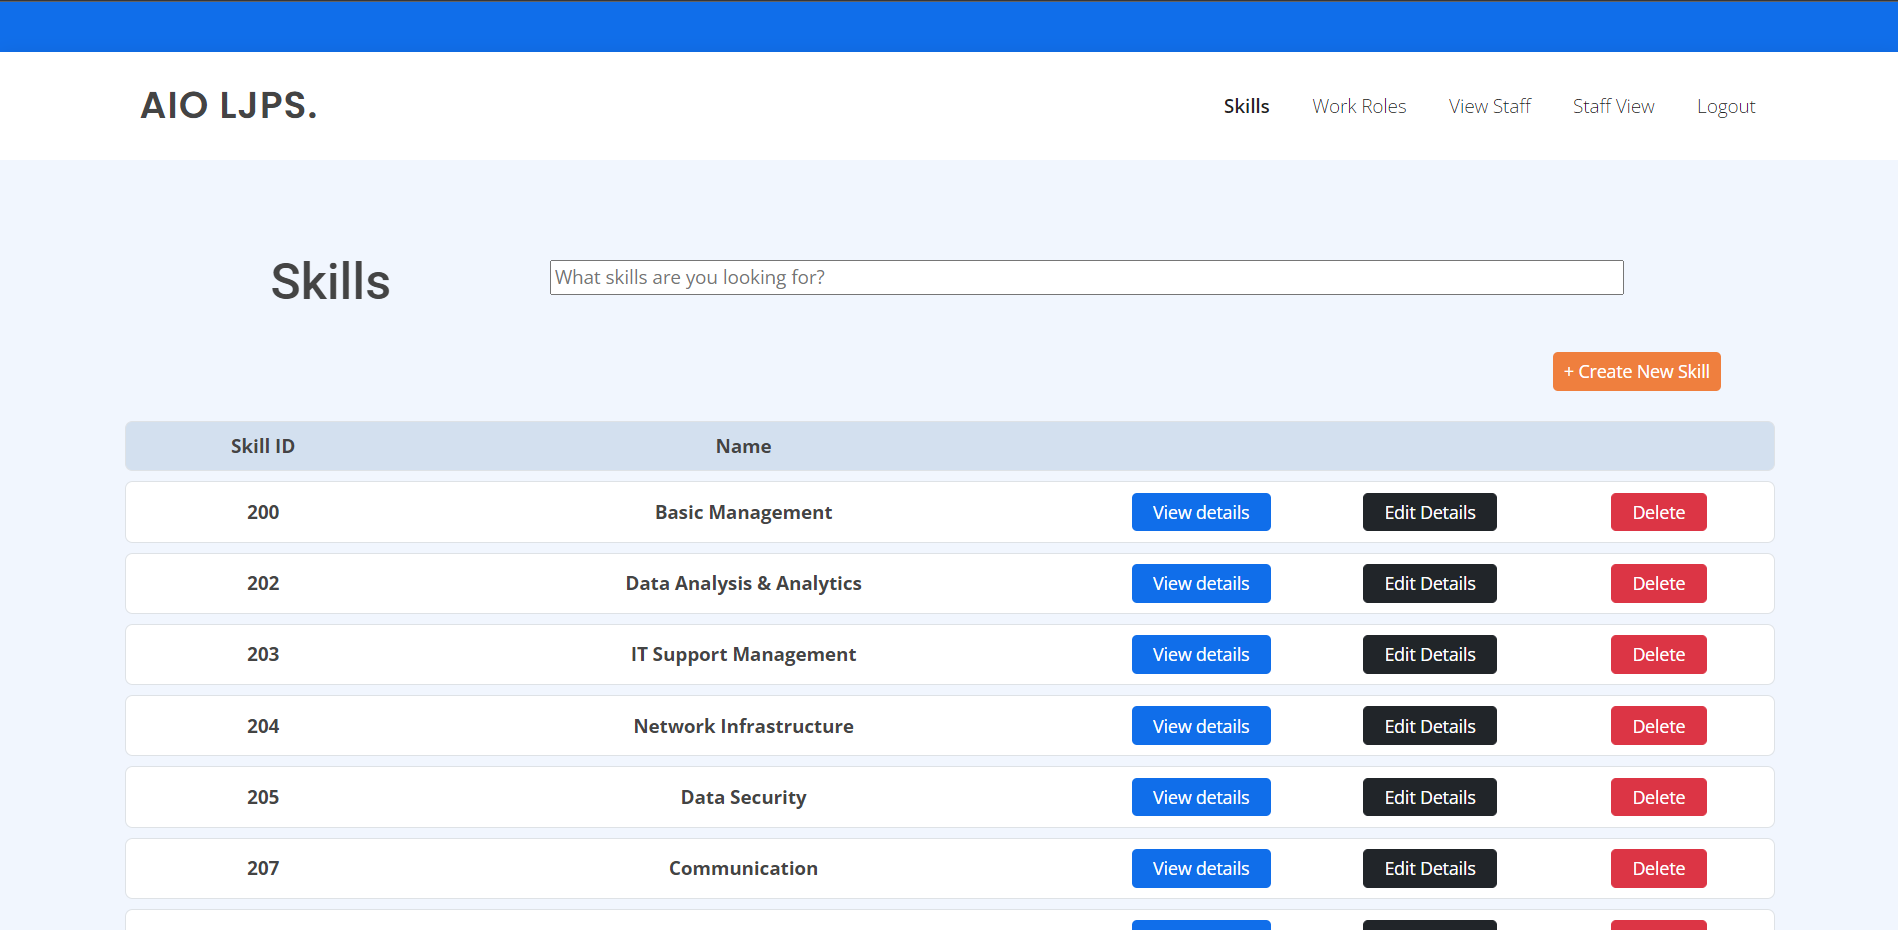 AIO LJPS.
Skills Work Roles View Staff Staff View Logout
Skills
What skills are you looking for?
+ Create New Skill
Skill ID Name
200 Basic Management View details Edit Details Delete
202 Data Analysis & Analytics View details Edit Details Delete
203 IT Support Management View details Edit Details Delete
204 Network Infrastructure View details Edit Details Delete
205 Data Security View details Edit Details Delete
207 Communication View details Edit Details Delete